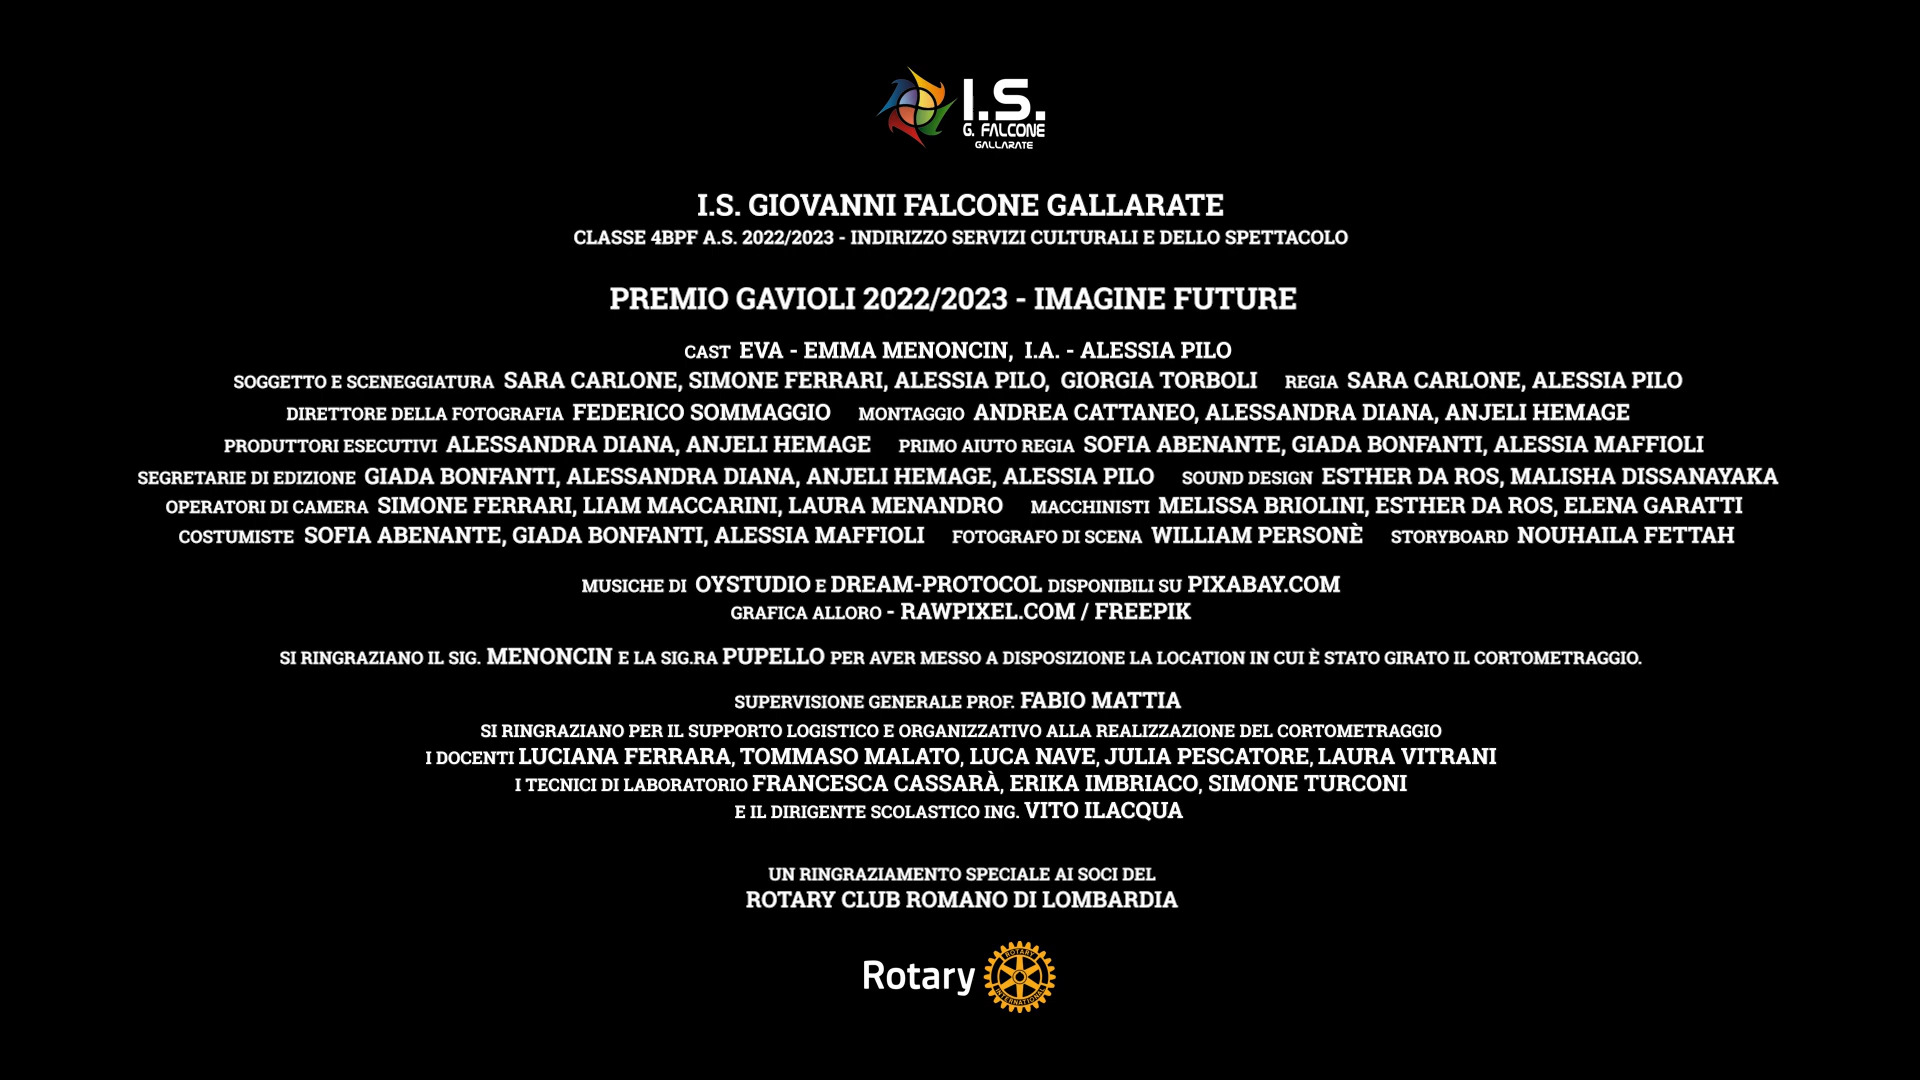 I.S.
G. FALCONE
GALLARATE
I.S. GIOVANNI FALCONE GALLARATE
CLASSE 4BPF A.S. 2022/2023 - INDIRIZZO SERVIZI CULTURALI E DELLO SPETTACOLO
PREMIO GAVIOLI 2022/2023 - IMAGINE FUTURE
CAST EVA - EMMA MENONCIN, I.A. - ALESSIA PILO
SOGGETTO E SCENEGGIATURA SARA CARLONE, SIMONE FERRARI, ALESSIA PILO, GIORGIA TORBOLI REGIA SARA CARLONE, ALESSIA PILO
DIRETTORE DELLA FOTOGRAFIA FEDERICO SOMMAGGIO MONTAGGIO ANDREA CATTANEO, ALESSANDRA DIANA, ANJELI HEMAGE
PRODUTTORI ESECUTIVI ALESSANDRA DIANA, ANJELI HEMAGE PRIMO AIUTO REGIA SOFIA ABENANTE, GIADA BONFANTI, ALESSIA MAFFIOLI
SEGRETARIE DI EDIZIONE GIADA BONFANTI, ALESSANDRA DIANA, ANJELI HEMAGE, ALESSIA PILO SOUND DESIGN ESTHER DA ROS, MALISHA DISSANAYAKA
OPERATORI DI CAMERA SIMONE FERRARI, LIAM MACCARINI, LAURA MENANDRO MACCHINISTI MELISSA BRIOLINI, ESTHER DA ROS, ELENA GARATTI
COSTUMISTE SOFIA ABENANTE, GIADA BONFANTI, ALESSIA MAFFIOLI FOTOGRAFO DI SCENA WILLIAM PERSONÈ STORYBOARD NOUHAILA FETTAH
MUSICHE DI OYSTUDIO E DREAM-PROTOCOL DISPONIBILI SU PIXABAY.COM
GRAFICA ALLORO - RAWPIXEL.COM / FREEPIK
SI RINGRAZIANO IL SIG. MENONCIN E LA SIG.RA PUPELLO PER AVER MESSO A DISPOSIZIONE LA LOCATION IN CUI È STATO GIRATO IL CORTOMETRAGGIO.
SUPERVISIONE GENERALE PROF. FABIO MATTIA
SI RINGRAZIANO PER IL SUPPORTO LOGISTICO E ORGANIZZATIVO ALLA REALIZZAZIONE DEL CORTOMETRAGGIO
I DOCENTI LUCIANA FERRARA, TOMMASO MALATO, LUCA NAVE, JULIA PESCATORE, LAURA VITRANI
I TECNICI DI LABORATORIO FRANCESCA CASSARÀ, ERIKA IMBRIACO, SIMONE TURCONI
E IL DIRIGENTE SCOLASTICO ING. VITO ILACQUA
UN RINGRAZIAMENTO SPECIALE AI SOCI DEL
ROTARY CLUB ROMANO DI LOMBARDIA
Rotary
ROTARY
INTERNATIONAL